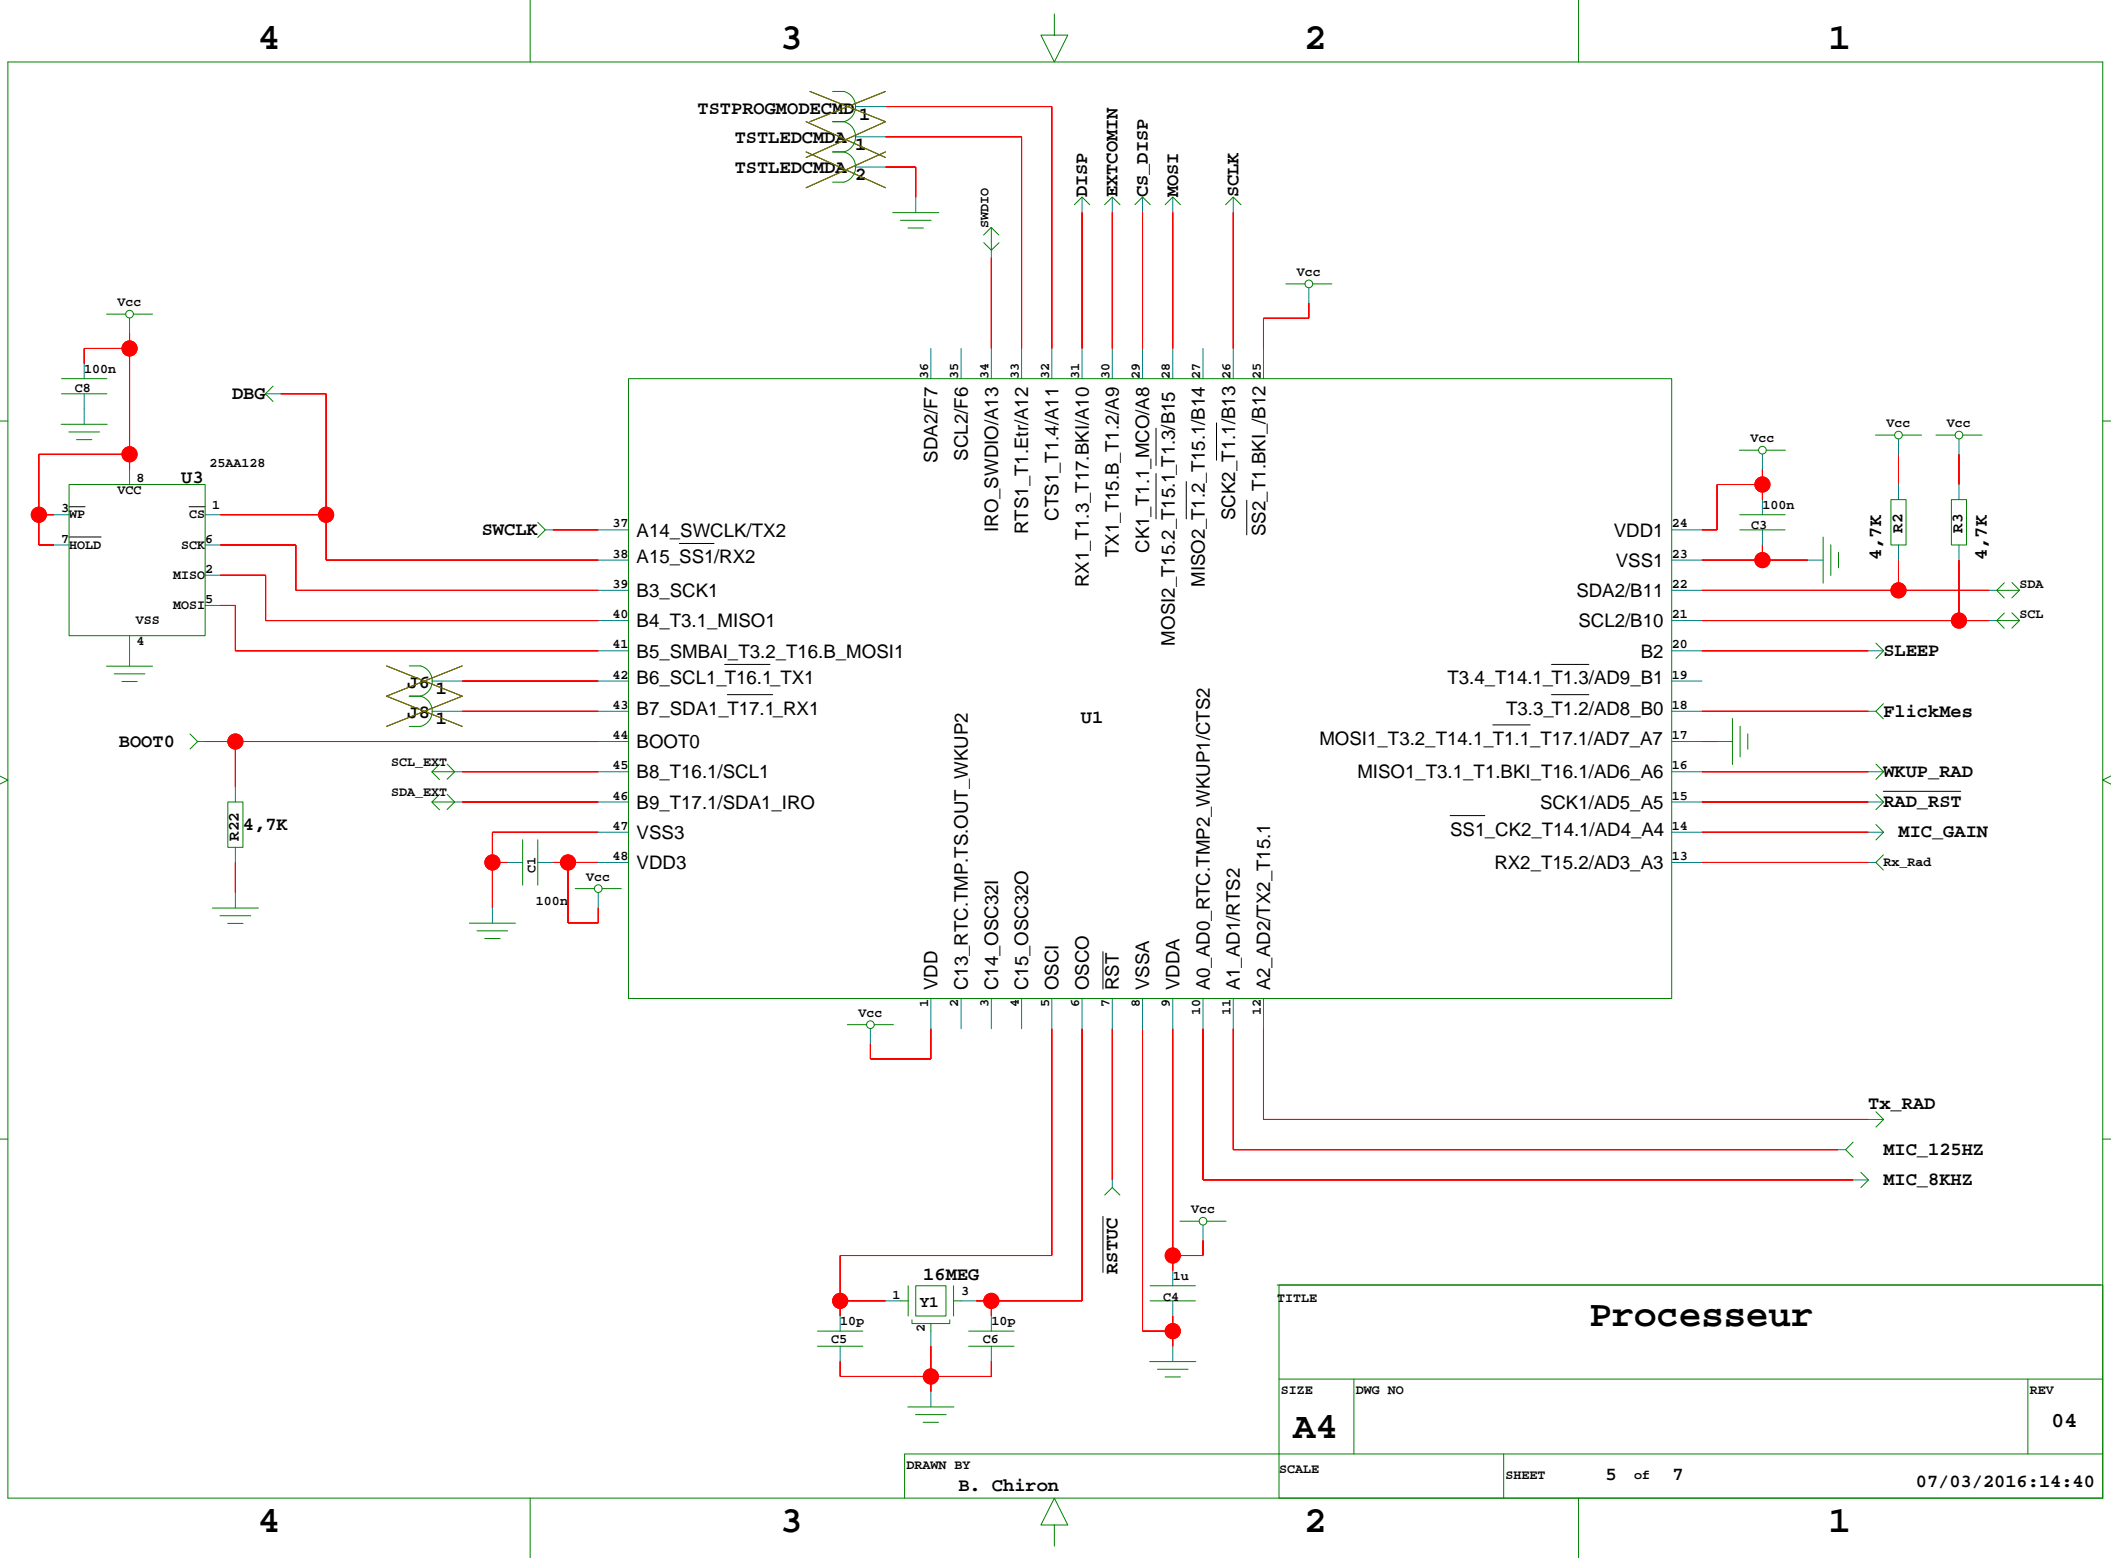 4 3 2 1
TSTPROGMODECMD 1
TSTLEDCMDA 1
TSTLEDCMDA 2
SWDIO
DISP
EXTCOMIN
CS_DISP
MOSI
SCLK
Vcc
Vcc
100n
C8
DBG
25AA128
U3
8
VCC
3 WP
7 HOLD
CS 1
SCK 6
MISO 2
MOSI 5
VSS
4
36 SDA2/F7
35 SCL2/F6
34 IRO_SWDIO/A13
33 RTS1_T1.Etr/A12
32 CTS1_T1.4/A11
31 RX1_T1.3_T17.BKI/A10
30 TX1_T15.B_T1.2/A9
29 CK1_T1.1_MCO/A8
28 MOSI2_T15.2_T15.1_T1.3/B15
27 MISO2_T1.2_T15.1/B14
26 SCK2_T1.1/B13
25 SS2_T1.BKI_/B12
SWCLK 37 A14_SWCLK/TX2
38 A15_SS1/RX2
39 B3_SCK1
40 B4_T3.1_MISO1
41 B5_SMBAI_T3.2_T16.B_MOSI1
J6 1 42 B6_SCL1_T16.1_TX1
J8 1 43 B7_SDA1_T17.1_RX1
BOOT0 44 BOOT0
SCL_EXT 45 B8_T16.1/SCL1
SDA_EXT 46 B9_T17.1/SDA1_IRO
47 VSS3
48 VDD3
R22 4,7K
C1
100n
Vcc
U1
Vcc
Vcc
Vcc
100n
C3
4,7K
R2
R3
4,7K
VDD1 24
VSS1 23
SDA2/B11 22 SDA
SCL2/B10 21 SCL
B2 20 SLEEP
T3.4_T14.1_T1.3/AD9_B1 19
T3.3_T1.2/AD8_B0 18 FlickMes
MOSI1_T3.2_T14.1_T1.1_T17.1/AD7_A7 17
MISO1_T3.1_T1.BKI_T16.1/AD6_A6 16 WKUP_RAD
SCK1/AD5_A5 15 RAD_RST
SS1_CK2_T14.1/AD4_A4 14 MIC_GAIN
RX2_T15.2/AD3_A3 13 Rx_Rad
1 VDD
2 C13_RTC.TMP.TS.OUT_WKUP2
3 C14_OSC32I
4 C15_OSC32O
5 OSCI
6 OSCO
7 RST
8 VSSA
9 VDDA
10 A0_AD0_RTC.TMP2_WKUP1/CTS2
11 A1_AD1/RTS2
12 A2_AD2/TX2_T15.1
Vcc
Tx_RAD
MIC_125HZ
MIC_8KHZ
RSTUC
Vcc
1u
C4
16MEG
1 Y1 3
2
10p
C5
10p
C6
TITLE
Processeur
SIZE DWG NO REV
A4 04
DRAWN BY
B. Chiron
SCALE
SHEET 5 of 7
07/03/2016:14:40
4 3 2 1